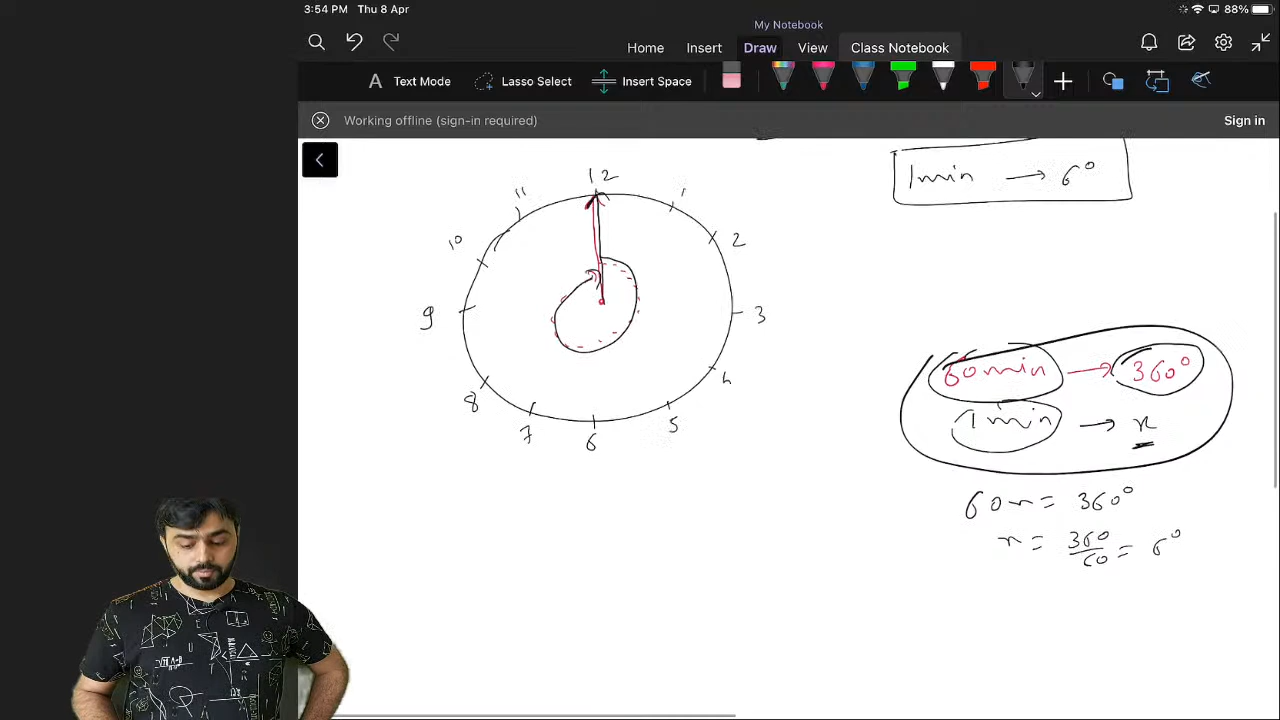 3:54 PM Thu 8 Apr
88%
My Notebook
Home Insert Draw View Class Notebook
A Text Mode Lasso Select Insert Space
Working offline (sign-in required) Sign in
1min → 6°
12
11 1
10 2
9 3
8 4
7 5
6
60min → 360°
1min → x
60x = 360°
x = 360/60 = 6°